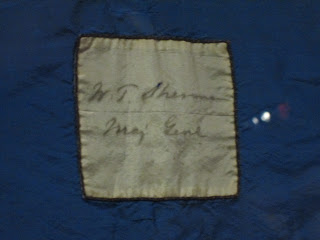 W. T. Sherman
Maj Genl